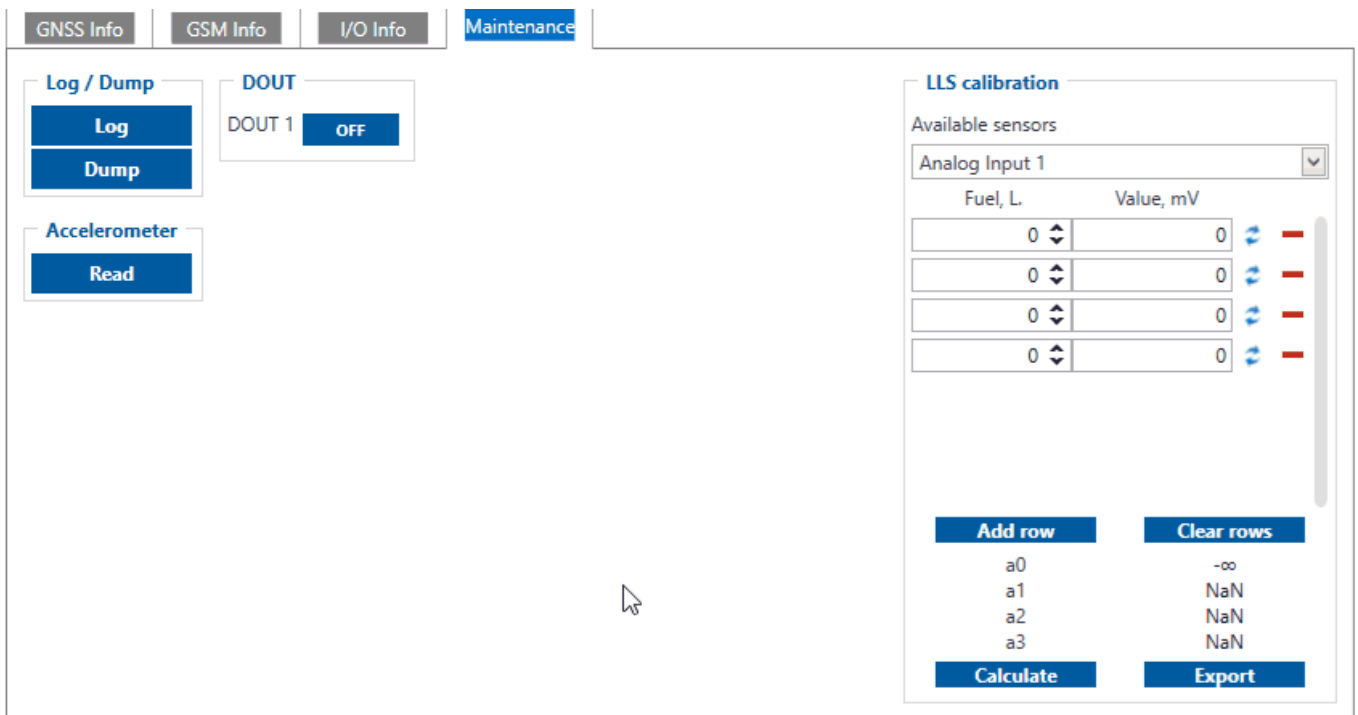 GNSS Info GSM Info I/O Info Maintenance
Log / Dump
Log
Dump
DOUT
DOUT 1 OFF
Accelerometer
Read
LLS calibration
Available sensors
Analog Input 1
Fuel, L. Value, mV
0 0
0 0
0 0
0 0
Add row Clear rows
a0 -∞
a1 NaN
a2 NaN
a3 NaN
Calculate Export